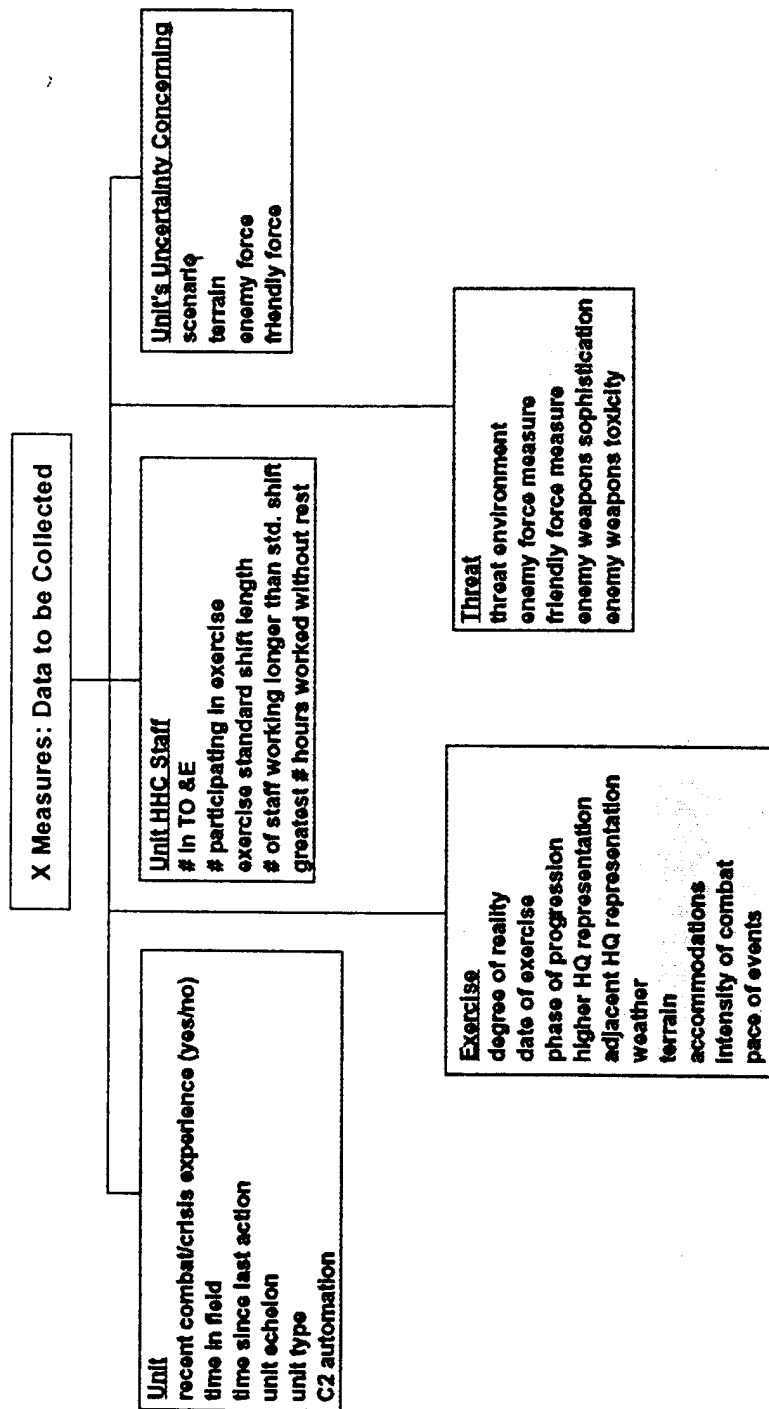 X Measures: Data to be Collected
Unit
recent combat/crisis experience (yes/no)
time in field
time since last action
unit echelon
unit type
C2 automation
Unit HHC Staff
# in TO &E
# participating in exercise
exercise standard shift length
# of staff working longer than std. shift
greatest # hours worked without rest
Unit's Uncertainty Concerning
scenario
terrain
enemy force
friendly force
Exercise
degree of reality
date of exercise
phase of progression
higher HQ representation
adjacent HQ representation
weather
terrain
accommodations
intensity of combat
pace of events
Threat
threat environment
enemy force measure
friendly force measure
enemy weapons sophistication
enemy weapons toxicity